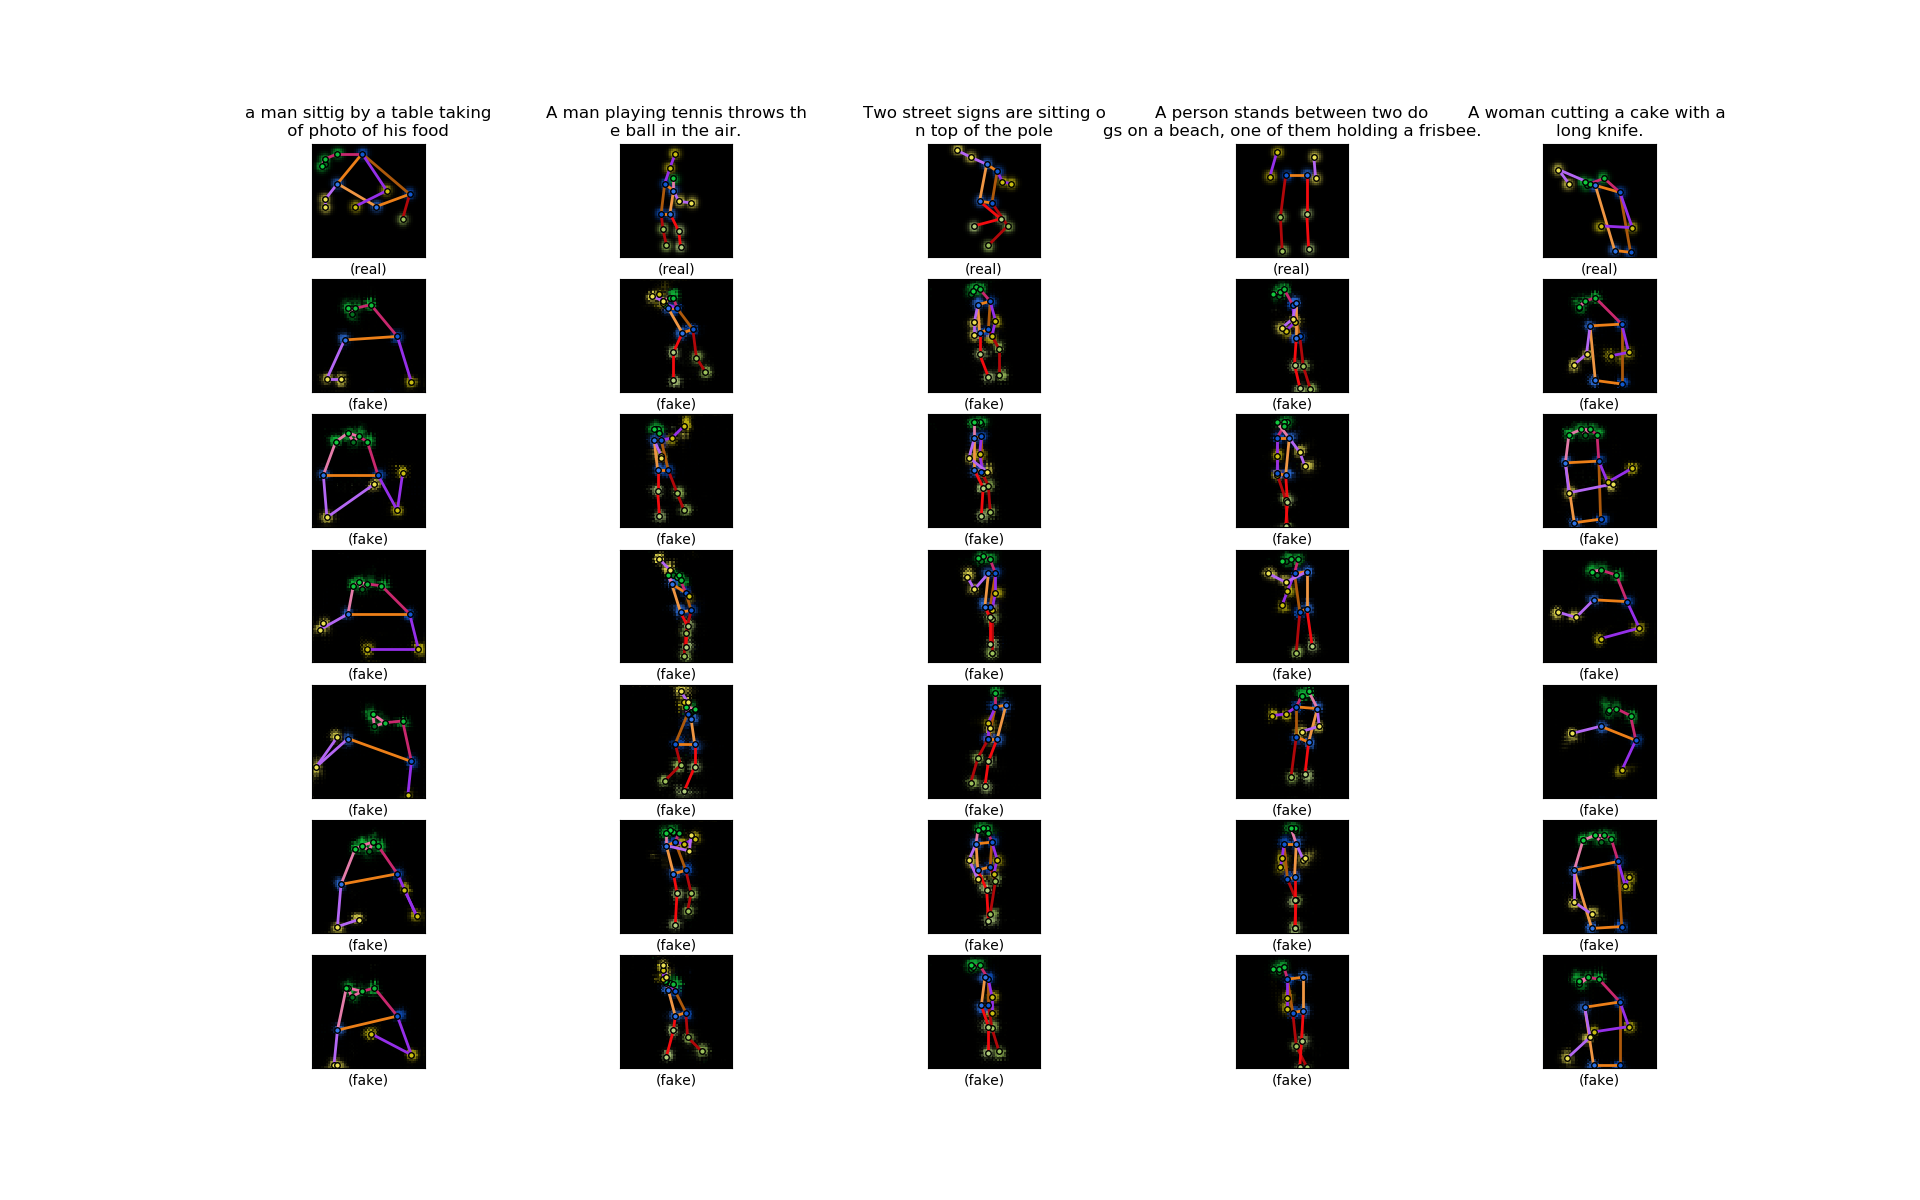 a man sittig by a table taking
of photo of his food
A man playing tennis throws th
e ball in the air.
Two street signs are sitting o
n top of the pole
A person stands between two do
gs on a beach, one of them holding a frisbee.
A woman cutting a cake with a
long knife.
(real) (real) (real) (real) (real)
(fake) (fake) (fake) (fake) (fake)
(fake) (fake) (fake) (fake) (fake)
(fake) (fake) (fake) (fake) (fake)
(fake) (fake) (fake) (fake) (fake)
(fake) (fake) (fake) (fake) (fake)
(fake) (fake) (fake) (fake) (fake)